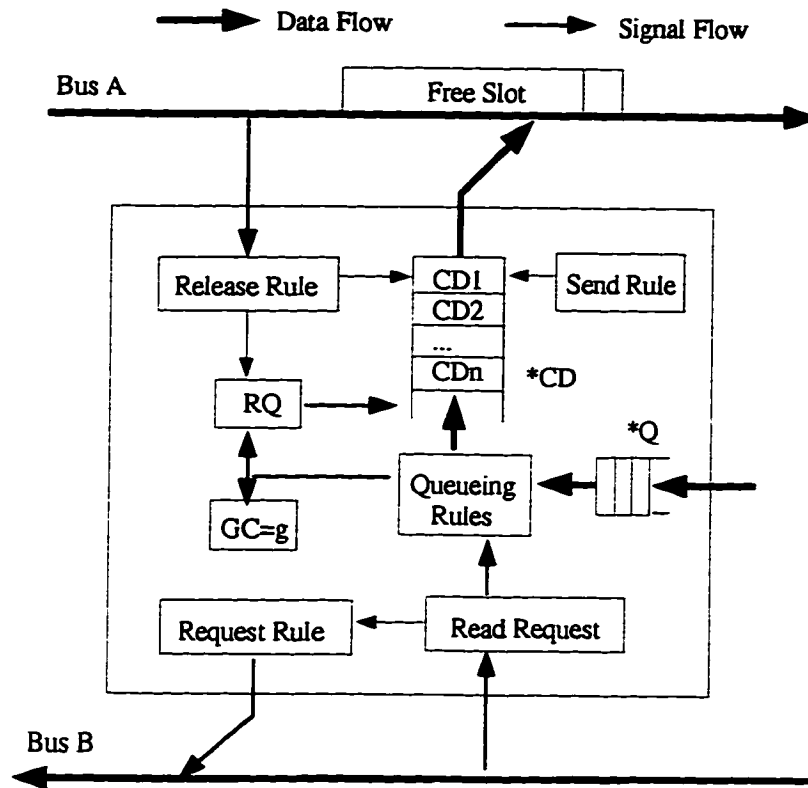 Data Flow
Signal Flow
Bus A
Free Slot
Release Rule
CD1
Send Rule
CD2
...
CDn
*CD
RQ
*Q
Queueing
Rules
GC=g
Request Rule
Read Request
Bus B